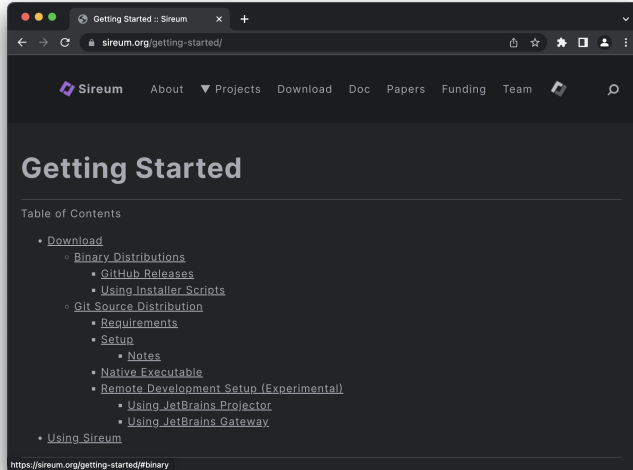 Getting Started :: Sireum
sireum.org/getting-started/
Sireum About ▼ Projects Download Doc Papers Funding Team
Getting Started
Table of Contents
• Download
◦ Binary Distributions
▪ GitHub Releases
▪ Using Installer Scripts
◦ Git Source Distribution
▪ Requirements
▪ Setup
▪ Notes
▪ Native Executable
▪ Remote Development Setup (Experimental)
▪ Using JetBrains Projector
▪ Using JetBrains Gateway
• Using Sireum
https://sireum.org/getting-started/#binary